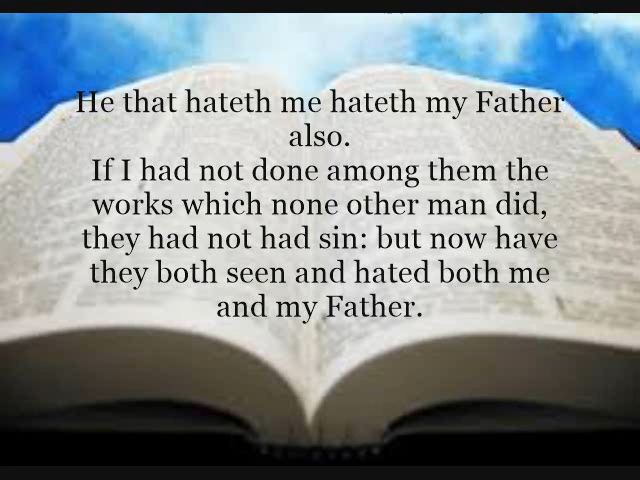 He that hateth me hateth my Father
also.
If I had not done among them the
works which none other man did,
they had not had sin: but now have
they both seen and hated both me
and my Father.